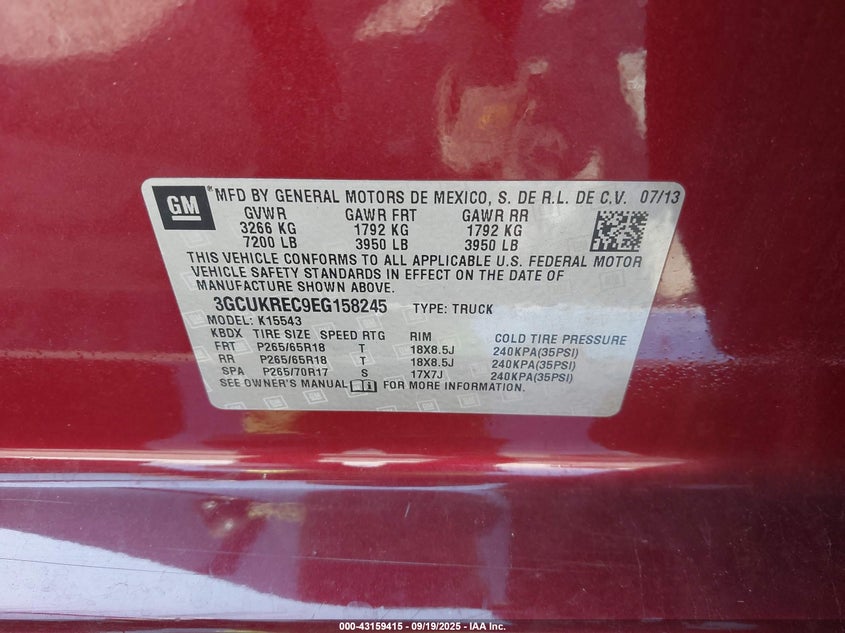 GM ® MFD BY GENERAL MOTORS DE MEXICO, S. DE R.L. DE C.V. 07/13
GVWR GAWR FRT GAWR RR
3266 KG 1792 KG 1792 KG
7200 LB 3950 LB 3950 LB
THIS VEHICLE CONFORMS TO ALL APPLICABLE U.S. FEDERAL MOTOR
VEHICLE SAFETY STANDARDS IN EFFECT ON THE DATE OF
MANUFACTURE SHOWN ABOVE.
3GCUKREC9EG158245 TYPE: TRUCK
MODEL: K15543
KBDX TIRE SIZE SPEED RTG RIM COLD TIRE PRESSURE
FRT P265/65R18 T 18X8.5J 240KPA(35PSI)
RR P265/65R18 T 18X8.5J 240KPA(35PSI)
SPA P265/70R17 S 17X7J 240KPA(35PSI)
SEE OWNER'S MANUAL FOR MORE INFORMATION.
000-43159415 - 09/19/2025 - IAA Inc.